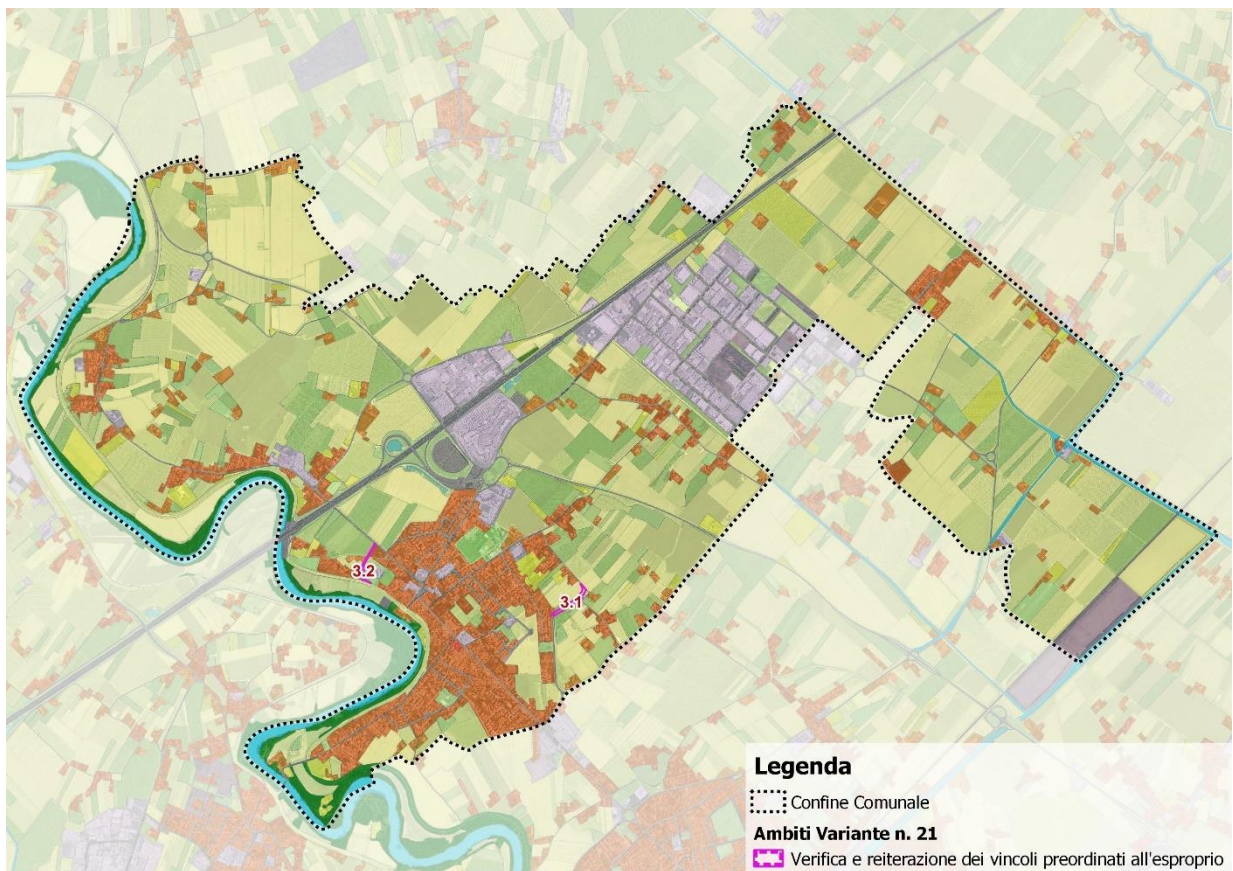 3.2
3.1
Legenda
Confine Comunale
Ambiti Variante n. 21
Verifica e reiterazione dei vincoli preordinati all'esproprio